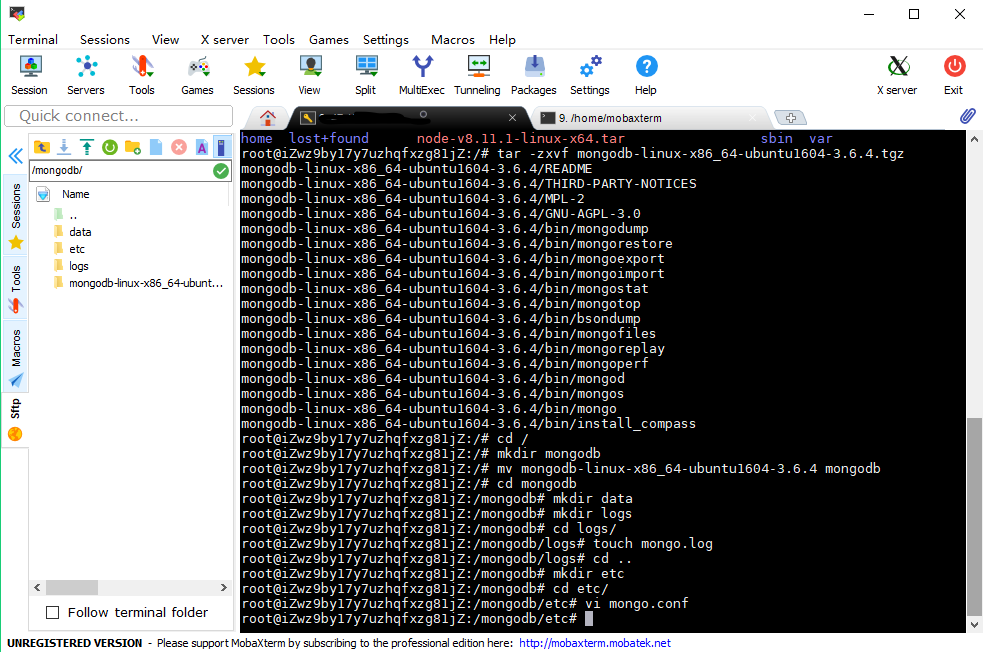 Terminal Sessions View X server Tools Games Settings Macros Help
Session Servers Tools Games Sessions View Split MultiExec Tunneling Packages Settings Help X server Exit
Quick connect...
9. /home/mobaxterm
/mongodb/
Name
..
data
etc
logs
mongodb-linux-x86_64-ubunt...
Sessions
Tools
Macros
Sftp
Follow terminal folder
home lost+found node-v8.11.1-linux-x64.tar sbin var
root@iZwz9by17y7uzhqfxzg81jZ:/# tar -zxvf mongodb-linux-x86_64-ubuntu1604-3.6.4.tgz
mongodb-linux-x86_64-ubuntu1604-3.6.4/README
mongodb-linux-x86_64-ubuntu1604-3.6.4/THIRD-PARTY-NOTICES
mongodb-linux-x86_64-ubuntu1604-3.6.4/MPL-2
mongodb-linux-x86_64-ubuntu1604-3.6.4/GNU-AGPL-3.0
mongodb-linux-x86_64-ubuntu1604-3.6.4/bin/mongodump
mongodb-linux-x86_64-ubuntu1604-3.6.4/bin/mongorestore
mongodb-linux-x86_64-ubuntu1604-3.6.4/bin/mongoexport
mongodb-linux-x86_64-ubuntu1604-3.6.4/bin/mongoimport
mongodb-linux-x86_64-ubuntu1604-3.6.4/bin/mongostat
mongodb-linux-x86_64-ubuntu1604-3.6.4/bin/mongotop
mongodb-linux-x86_64-ubuntu1604-3.6.4/bin/bsondump
mongodb-linux-x86_64-ubuntu1604-3.6.4/bin/mongofiles
mongodb-linux-x86_64-ubuntu1604-3.6.4/bin/mongoreplay
mongodb-linux-x86_64-ubuntu1604-3.6.4/bin/mongoperf
mongodb-linux-x86_64-ubuntu1604-3.6.4/bin/mongod
mongodb-linux-x86_64-ubuntu1604-3.6.4/bin/mongos
mongodb-linux-x86_64-ubuntu1604-3.6.4/bin/mongo
mongodb-linux-x86_64-ubuntu1604-3.6.4/bin/install_compass
root@iZwz9by17y7uzhqfxzg81jZ:/# cd /
root@iZwz9by17y7uzhqfxzg81jZ:/# mkdir mongodb
root@iZwz9by17y7uzhqfxzg81jZ:/# mv mongodb-linux-x86_64-ubuntu1604-3.6.4 mongodb
root@iZwz9by17y7uzhqfxzg81jZ:/# cd mongodb
root@iZwz9by17y7uzhqfxzg81jZ:/mongodb# mkdir data
root@iZwz9by17y7uzhqfxzg81jZ:/mongodb# mkdir logs
root@iZwz9by17y7uzhqfxzg81jZ:/mongodb# cd logs/
root@iZwz9by17y7uzhqfxzg81jZ:/mongodb/logs# touch mongo.log
root@iZwz9by17y7uzhqfxzg81jZ:/mongodb/logs# cd ..
root@iZwz9by17y7uzhqfxzg81jZ:/mongodb# mkdir etc
root@iZwz9by17y7uzhqfxzg81jZ:/mongodb# cd etc/
root@iZwz9by17y7uzhqfxzg81jZ:/mongodb/etc# vi mongo.conf
root@iZwz9by17y7uzhqfxzg81jZ:/mongodb/etc#
UNREGISTERED VERSION - Please support MobaXterm by subscribing to the professional edition here: http://mobaxterm.mobatek.net